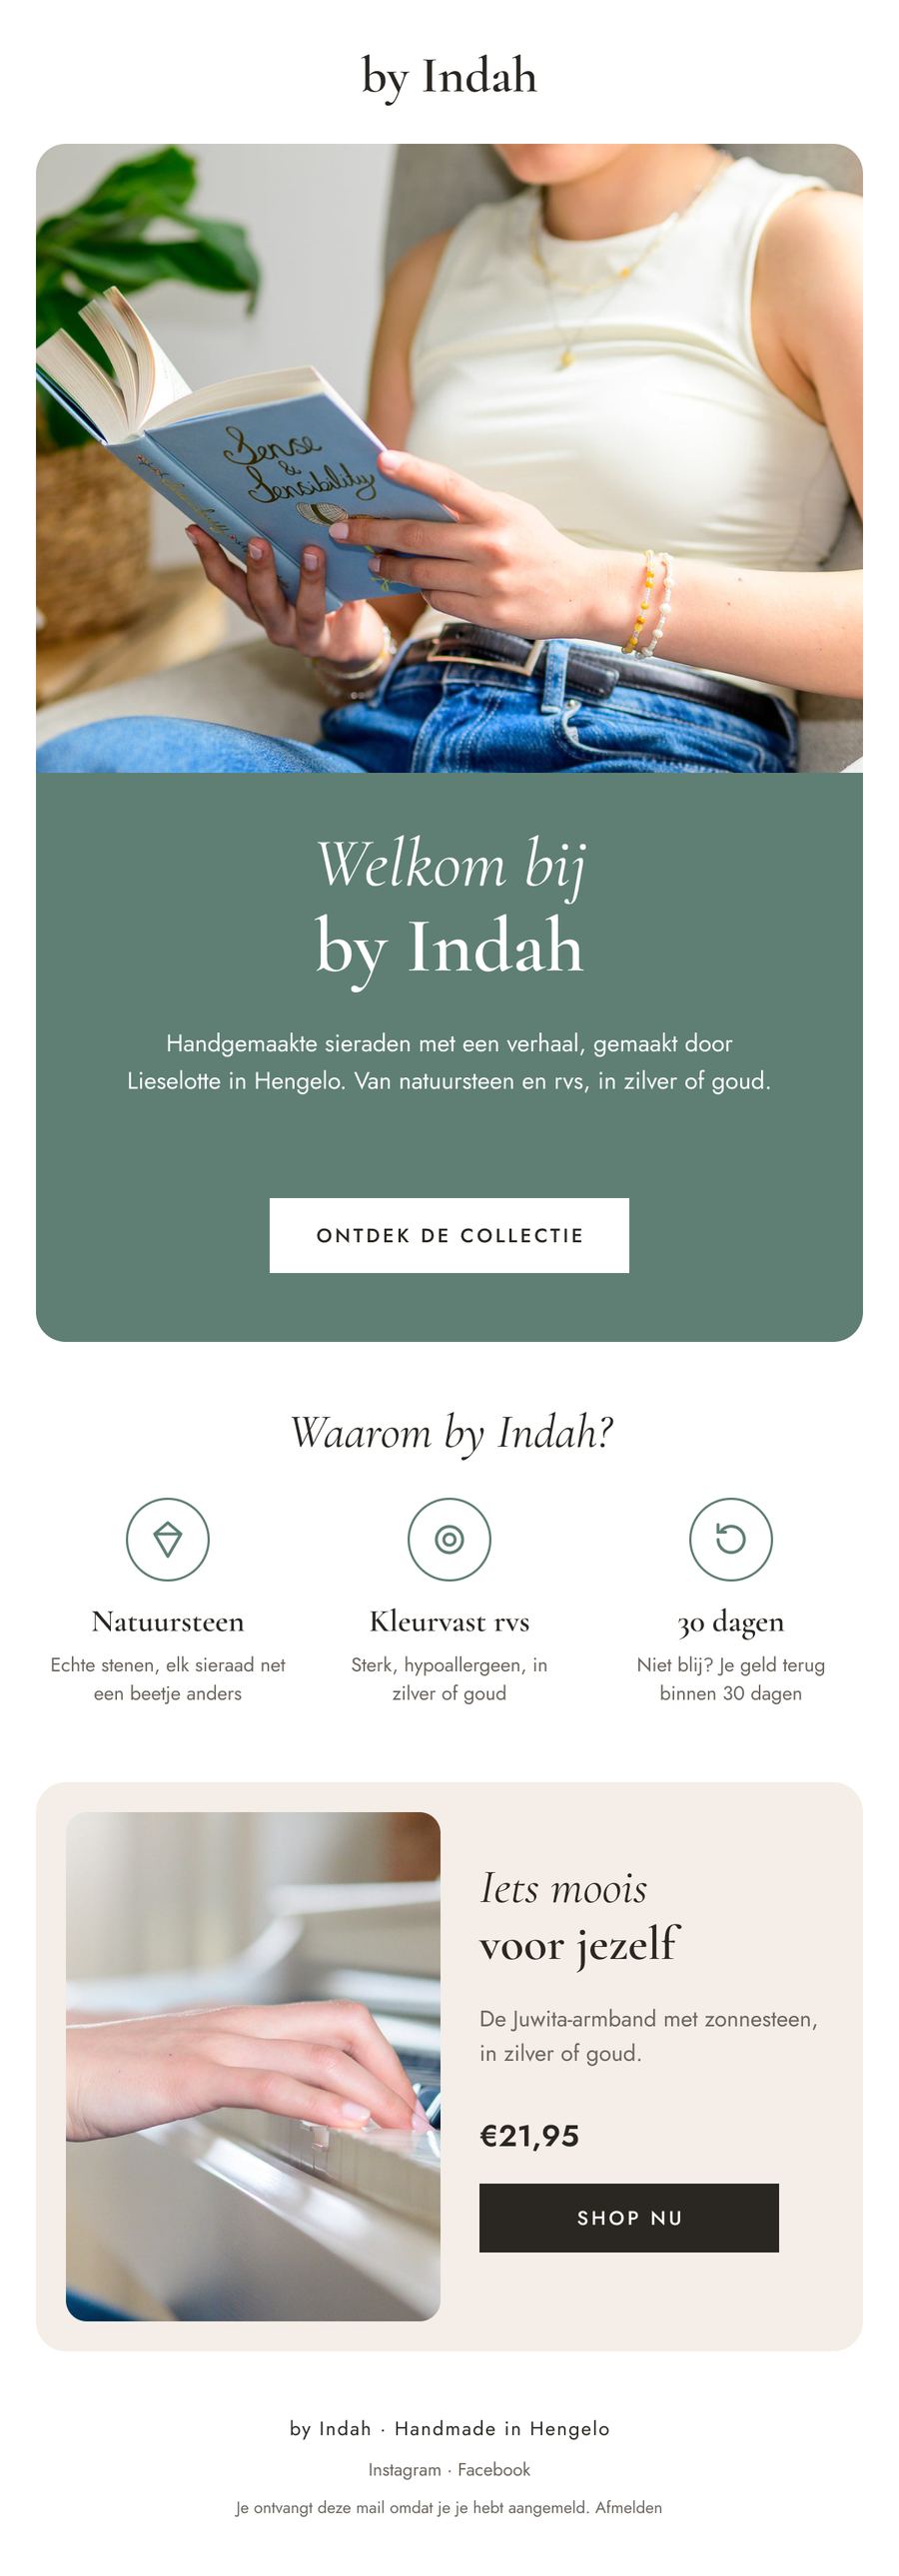 by Indah
Sense
&
Sensibility
Welkom bij
by Indah
Handgemaakte sieraden met een verhaal, gemaakt door
Lieselotte in Hengelo. Van natuursteen en rvs, in zilver of goud.
ONTDEK DE COLLECTIE
Waarom by Indah?
Natuursteen
Echte stenen, elk sieraad net
een beetje anders
Kleurvast rvs
Sterk, hypoallergeen, in
zilver of goud
30 dagen
Niet blij? Je geld terug
binnen 30 dagen
Iets moois
voor jezelf
De Juwita-armband met zonnesteen,
in zilver of goud.
€21,95
SHOP NU
by Indah · Handmade in Hengelo
Instagram · Facebook
Je ontvangt deze mail omdat je je hebt aangemeld. Afmelden